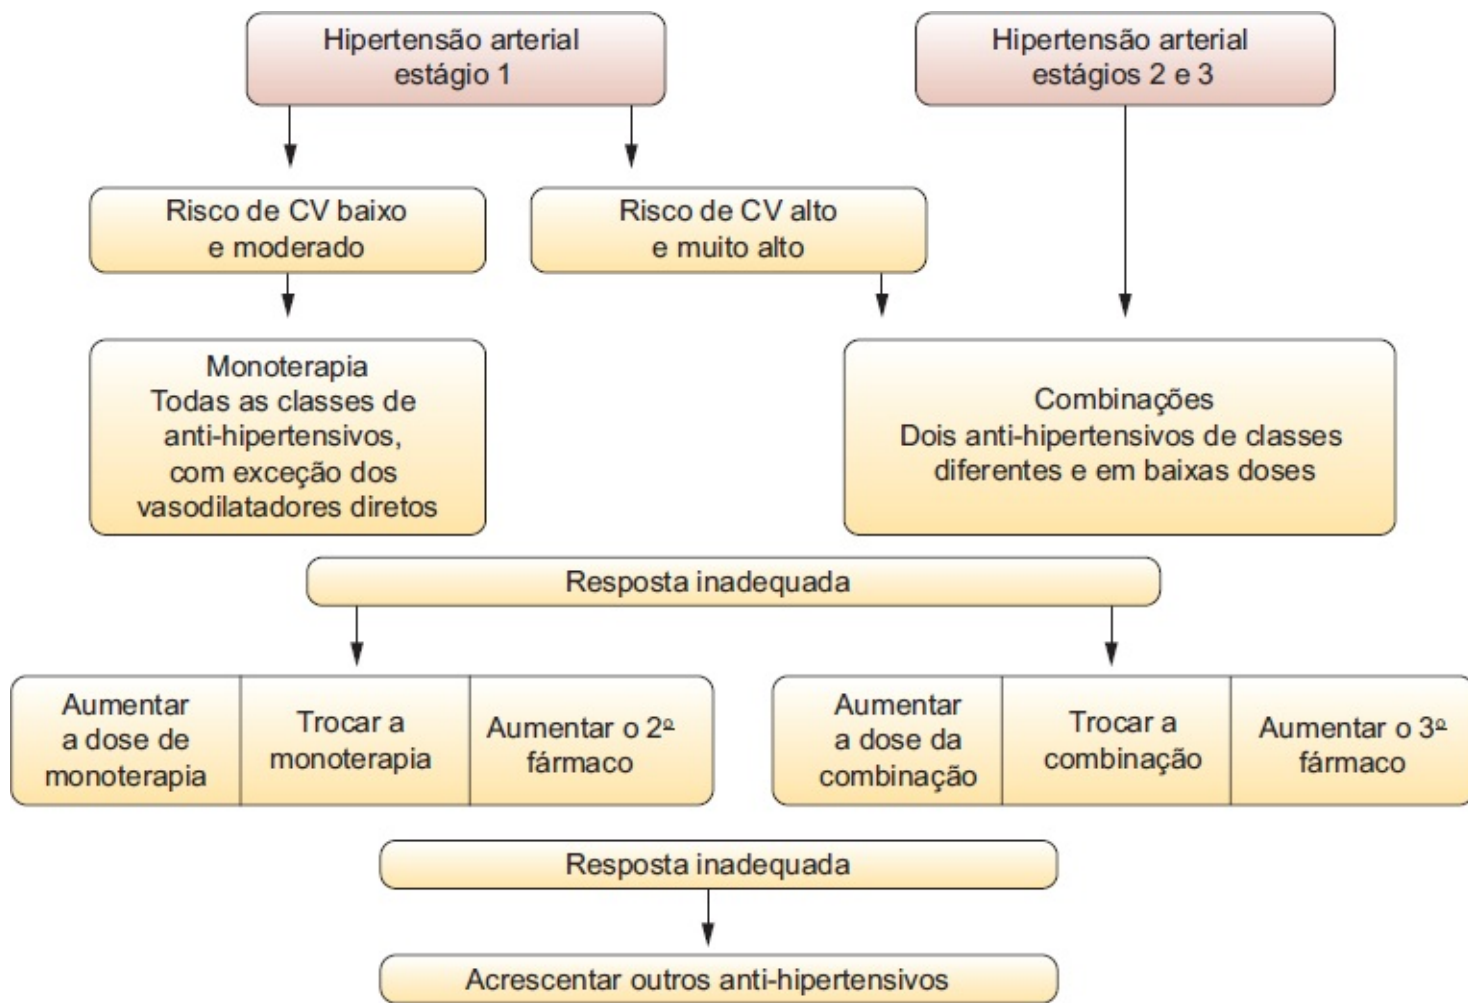 Hipertensão arterial
estágio 1
Hipertensão arterial
estágios 2 e 3
Risco de CV baixo
e moderado
Risco de CV alto
e muito alto
Monoterapia
Todas as classes de
anti-hipertensivos,
com exceção dos
vasodilatadores diretos
Combinações
Dois anti-hipertensivos de classes
diferentes e em baixas doses
Resposta inadequada
Aumentar
a dose de
monoterapia
Trocar a
monoterapia
Aumentar o 2º
fármaco
Aumentar
a dose da
combinação
Trocar a
combinação
Aumentar o 3º
fármaco
Resposta inadequada
Acrescentar outros anti-hipertensivos